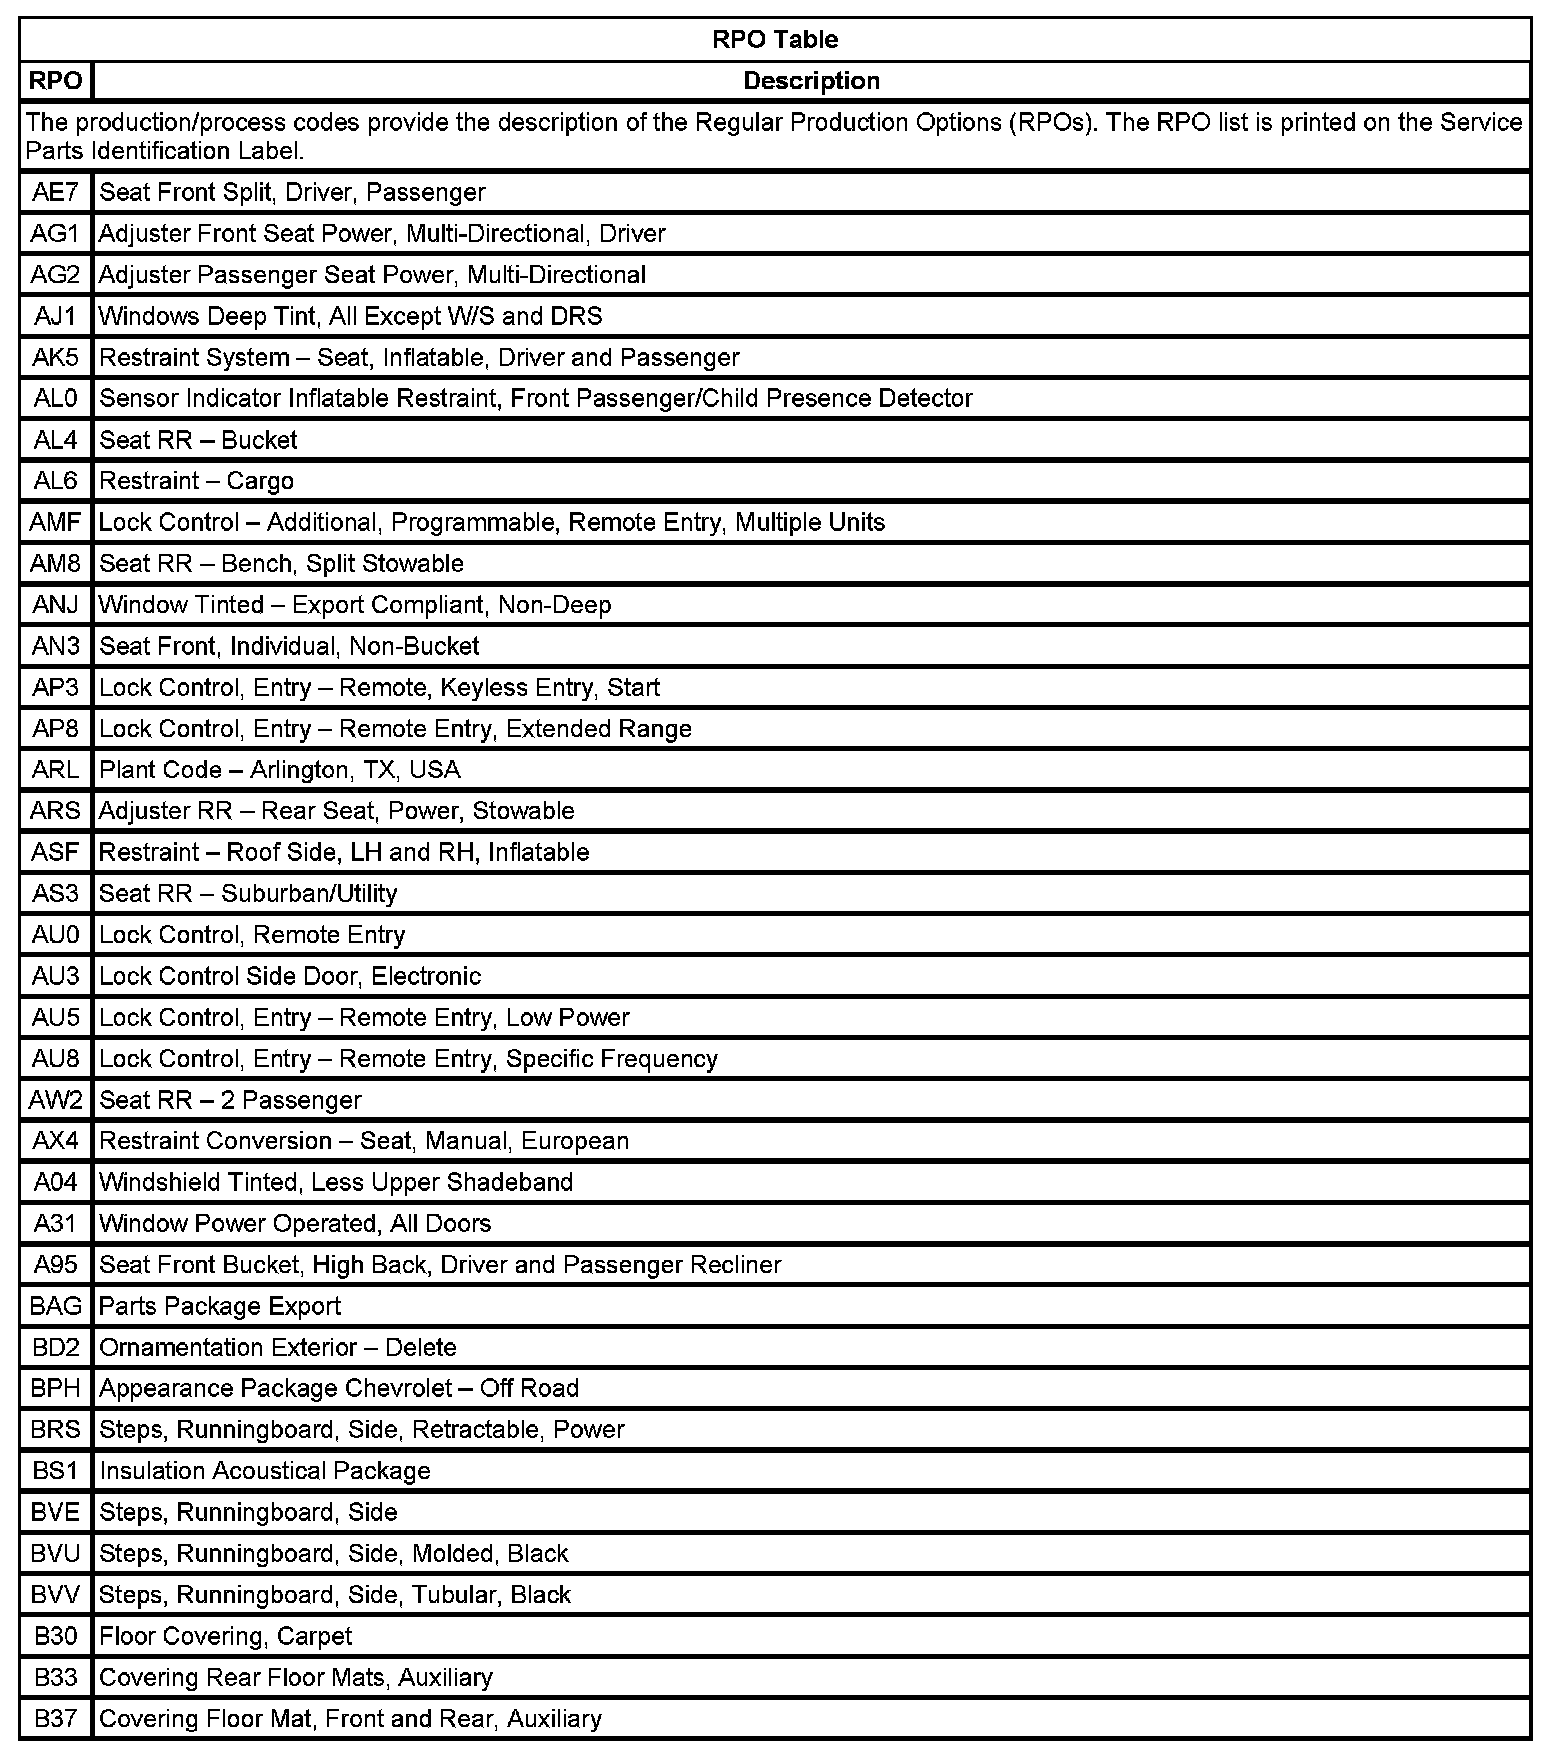 RPO Table
RPO Description
The production/process codes provide the description of the Regular Production Options (RPOs). The RPO list is printed on the Service
Parts Identification Label.
AE7 Seat Front Split, Driver, Passenger
AG1 Adjuster Front Seat Power, Multi-Directional, Driver
AG2 Adjuster Passenger Seat Power, Multi-Directional
AJ1 Windows Deep Tint, All Except W/S and DRS
AK5 Restraint System – Seat, Inflatable, Driver and Passenger
AL0 Sensor Indicator Inflatable Restraint, Front Passenger/Child Presence Detector
AL4 Seat RR – Bucket
AL6 Restraint – Cargo
AMF Lock Control – Additional, Programmable, Remote Entry, Multiple Units
AM8 Seat RR – Bench, Split Stowable
ANJ Window Tinted – Export Compliant, Non-Deep
AN3 Seat Front, Individual, Non-Bucket
AP3 Lock Control, Entry – Remote, Keyless Entry, Start
AP8 Lock Control, Entry – Remote Entry, Extended Range
ARL Plant Code – Arlington, TX, USA
ARS Adjuster RR – Rear Seat, Power, Stowable
ASF Restraint – Roof Side, LH and RH, Inflatable
AS3 Seat RR – Suburban/Utility
AU0 Lock Control, Remote Entry
AU3 Lock Control Side Door, Electronic
AU5 Lock Control, Entry – Remote Entry, Low Power
AU8 Lock Control, Entry – Remote Entry, Specific Frequency
AW2 Seat RR – 2 Passenger
AX4 Restraint Conversion – Seat, Manual, European
A04 Windshield Tinted, Less Upper Shadeband
A31 Window Power Operated, All Doors
A95 Seat Front Bucket, High Back, Driver and Passenger Recliner
BAG Parts Package Export
BD2 Ornamentation Exterior – Delete
BPH Appearance Package Chevrolet – Off Road
BRS Steps, Runningboard, Side, Retractable, Power
BS1 Insulation Acoustical Package
BVE Steps, Runningboard, Side
BVU Steps, Runningboard, Side, Molded, Black
BVV Steps, Runningboard, Side, Tubular, Black
B30 Floor Covering, Carpet
B33 Covering Rear Floor Mats, Auxiliary
B37 Covering Floor Mat, Front and Rear, Auxiliary